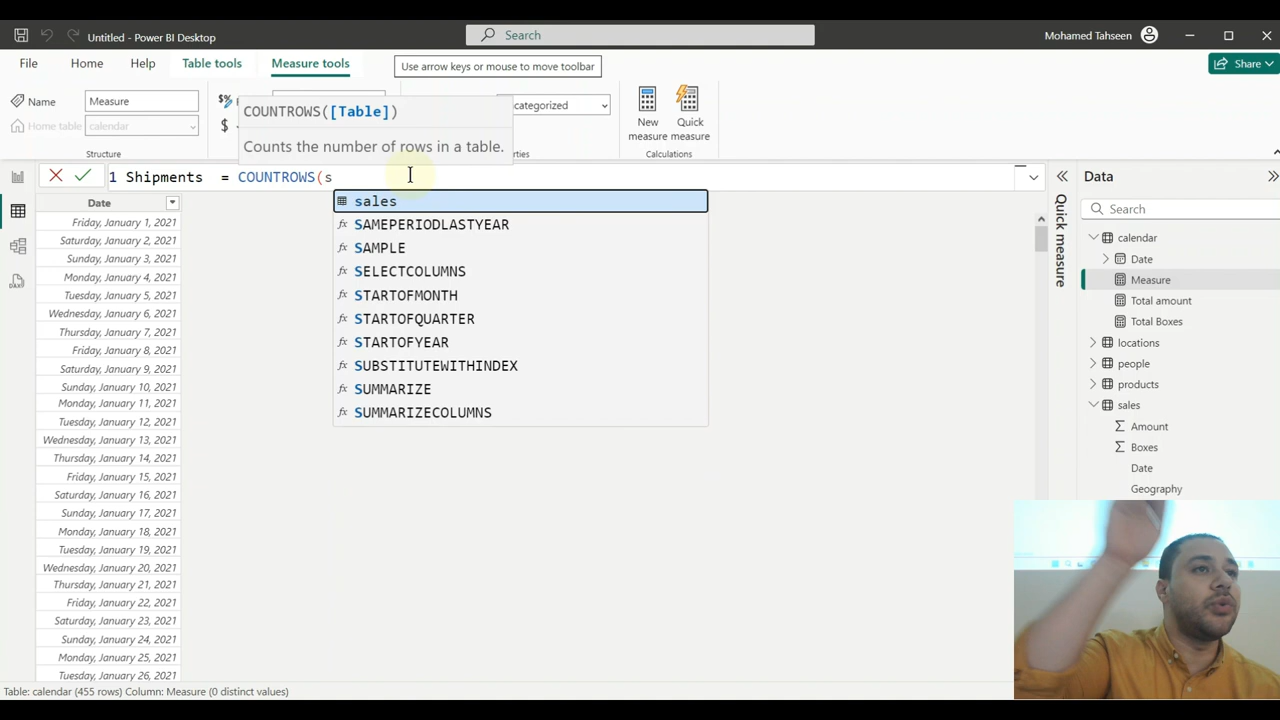 Untitled - Power BI Desktop
Search
Mohamed Tahseen
File
Home
Help
Table tools
Measure tools
Use arrow keys or mouse to move toolbar
Share
Name
Measure
Home table
calendar
Structure
$%
$
COUNTROWS([Table])
Counts the number of rows in a table.
New measure
Quick measure
Calculations
1 Shipments = COUNTROWS(s
Date
Friday, January 1, 2021
Saturday, January 2, 2021
Sunday, January 3, 2021
Monday, January 4, 2021
Tuesday, January 5, 2021
Wednesday, January 6, 2021
Thursday, January 7, 2021
Friday, January 8, 2021
Saturday, January 9, 2021
Sunday, January 10, 2021
Monday, January 11, 2021
Tuesday, January 12, 2021
Wednesday, January 13, 2021
Thursday, January 14, 2021
Friday, January 15, 2021
Saturday, January 16, 2021
Sunday, January 17, 2021
Monday, January 18, 2021
Tuesday, January 19, 2021
Wednesday, January 20, 2021
Thursday, January 21, 2021
Friday, January 22, 2021
Saturday, January 23, 2021
Sunday, January 24, 2021
Monday, January 25, 2021
Tuesday, January 26, 2021
sales
SAMEPERIODLASTYEAR
SAMPLE
SELECTCOLUMNS
STARTOFMONTH
STARTOFQUARTER
STARTOFYEAR
SUBSTITUTEWITHINDEX
SUMMARIZE
SUMMARIZECOLUMNS
Quick measure
Data
Search
calendar
Date
Measure
Total amount
Total Boxes
locations
people
products
sales
Amount
Boxes
Date
Geography
Table: calendar (455 rows) Column: Measure (0 distinct values)